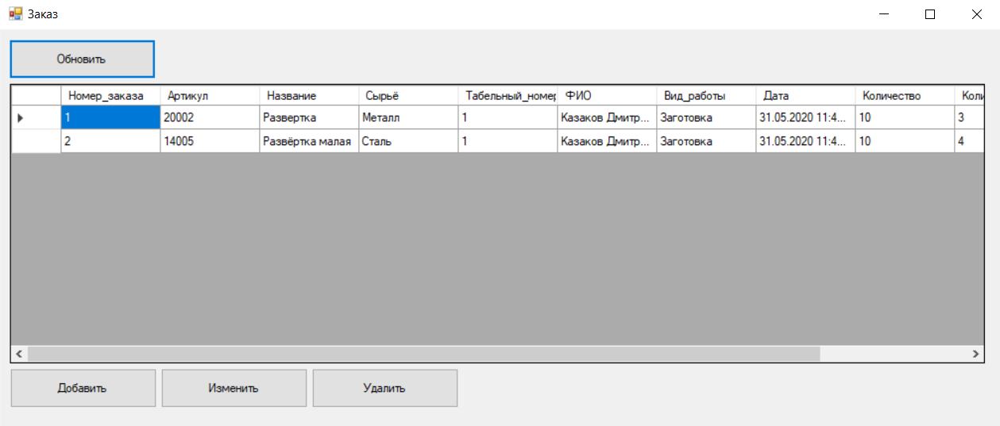 Заказ
Обновить
Номер_заказа Артикул Название Сырьё Табельный_номер ФИО Вид_работы Дата Количество Коли
1 20002 Развертка Металл 1 Казаков Дмитр... Заготовка 31.05.2020 11:4... 10 3
2 14005 Развёртка малая Сталь 1 Казаков Дмитр... Заготовка 31.05.2020 11:4... 10 4
Добавить Изменить Удалить